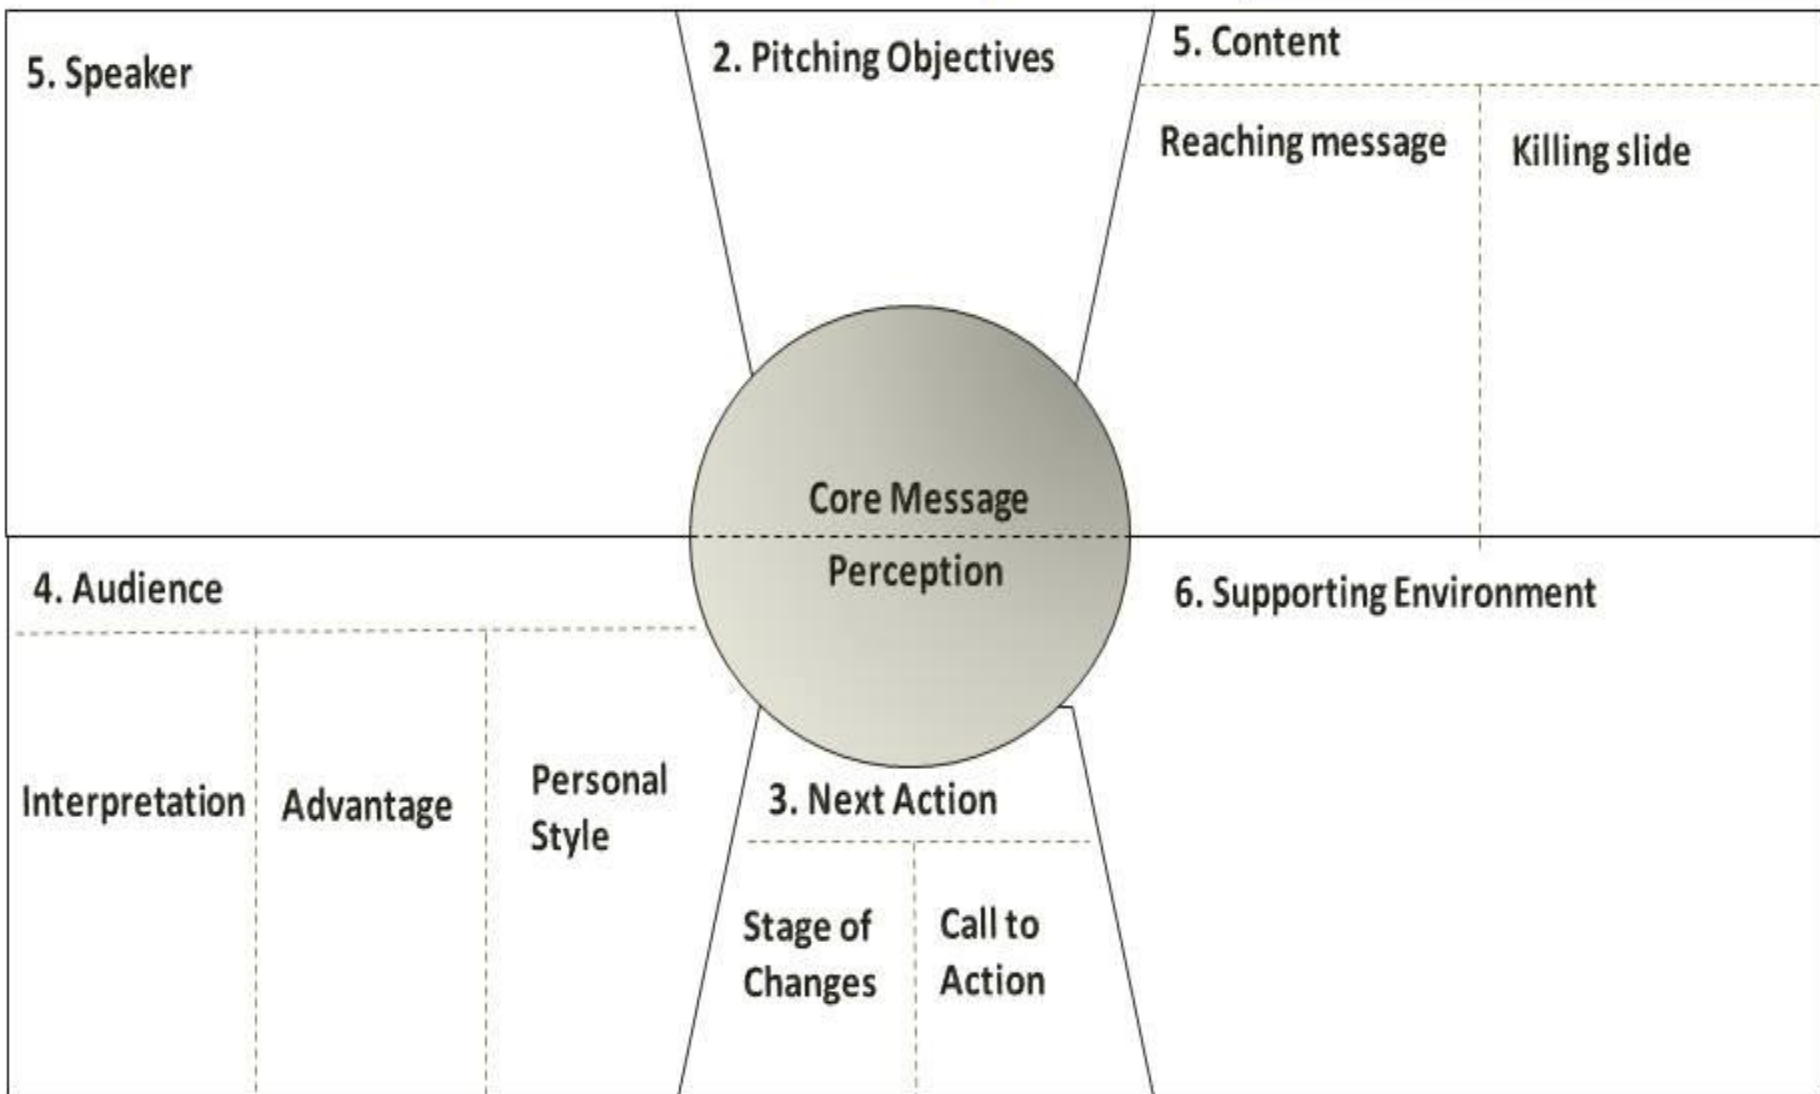 5. Speaker
2. Pitching Objectives
5. Content
Reaching message
Killing slide
Core Message
Perception
4. Audience
Interpretation
Advantage
Personal
Style
6. Supporting Environment
3. Next Action
Stage of
Changes
Call to
Action